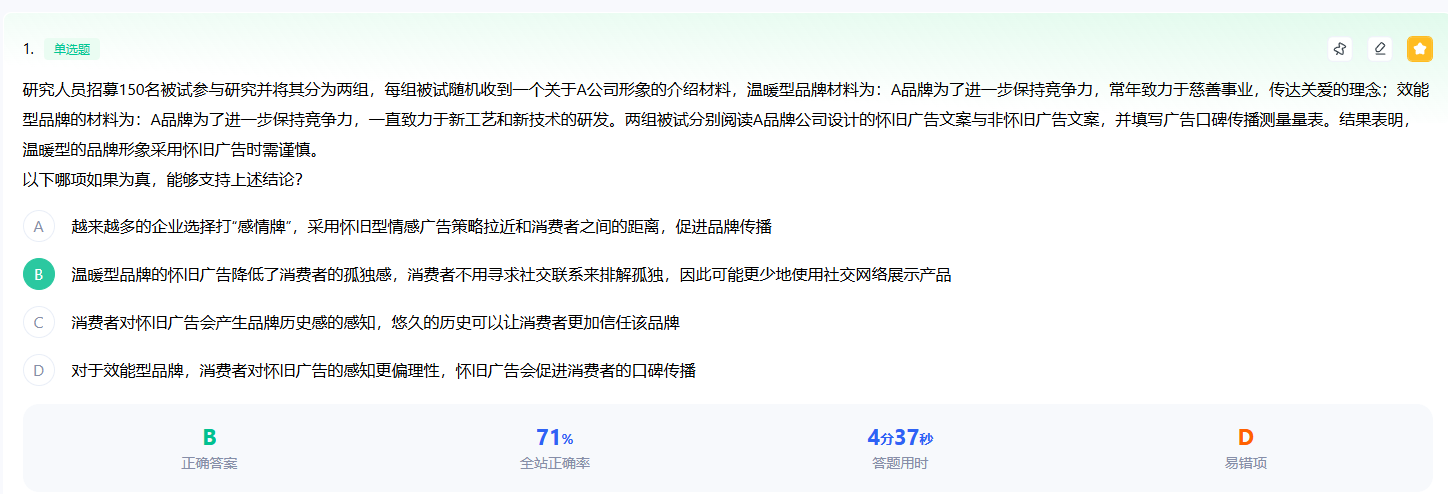 1. 单选题
研究人员招募150名被试参与研究并将其分为两组，每组被试随机收到一个关于A公司形象的介绍材料，温暖型品牌材料为：A品牌为了进一步保持竞争力，常年致力于慈善事业，传达关爱的理念；效能
型品牌的材料为：A品牌为了进一步保持竞争力，一直致力于新工艺和新技术的研发。两组被试分别阅读A品牌公司设计的怀旧广告文案与非怀旧广告文案，并填写广告口碑传播测量量表。结果表明，
温暖型的品牌形象采用怀旧广告时需谨慎。
以下哪项如果为真，能够支持上述结论？
A 越来越多的企业选择打“感情牌”，采用怀旧型情感广告策略拉近和消费者之间的距离，促进品牌传播
B 温暖型品牌的怀旧广告降低了消费者的孤独感，消费者不用寻求社交联系来排解孤独，因此可能更少地使用社交网络展示产品
C 消费者对怀旧广告会产生品牌历史感的感知，悠久的历史可以让消费者更加信任该品牌
D 对于效能型品牌，消费者对怀旧广告的感知更偏理性，怀旧广告会促进消费者的口碑传播
B 71% 4分37秒 D
正确答案 全站正确率 答题用时 易错项